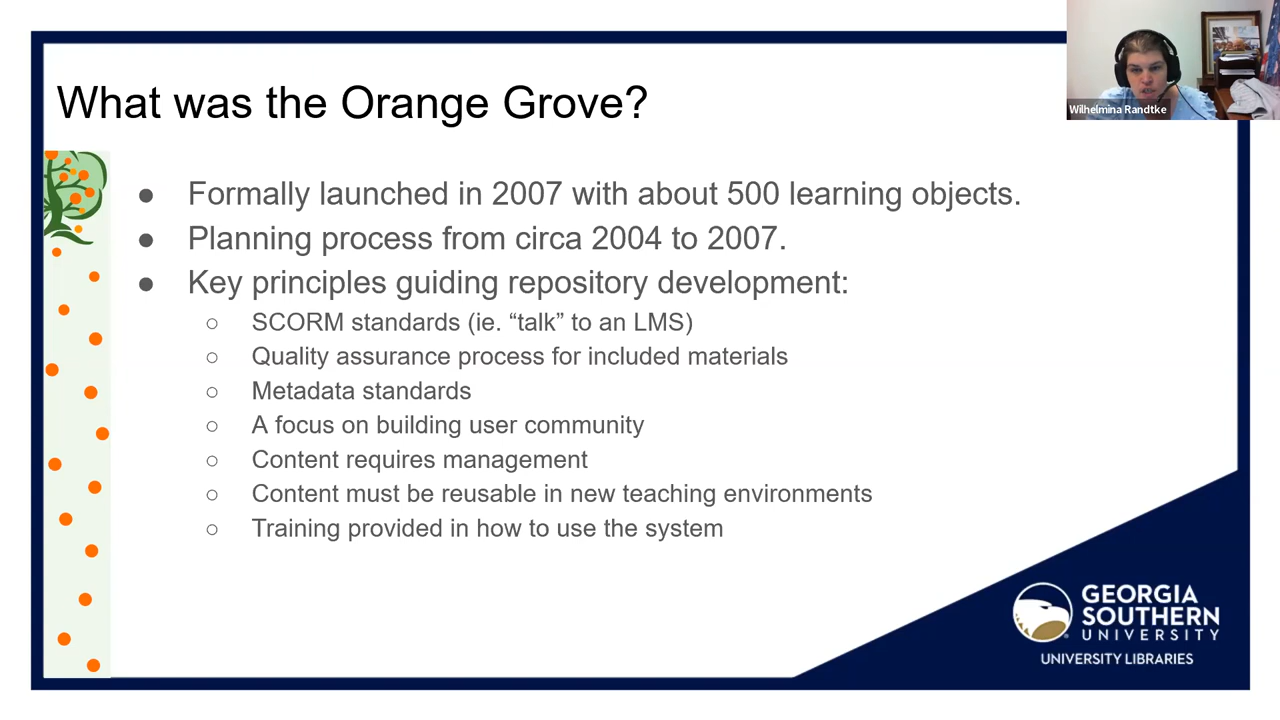 What was the Orange Grove?
Wilhelmina Randtke
● Formally launched in 2007 with about 500 learning objects.
● Planning process from circa 2004 to 2007.
● Key principles guiding repository development:
○ SCORM standards (ie. “talk” to an LMS)
○ Quality assurance process for included materials
○ Metadata standards
○ A focus on building user community
○ Content requires management
○ Content must be reusable in new teaching environments
○ Training provided in how to use the system
GEORGIA
SOUTHERN
UNIVERSITY
UNIVERSITY LIBRARIES